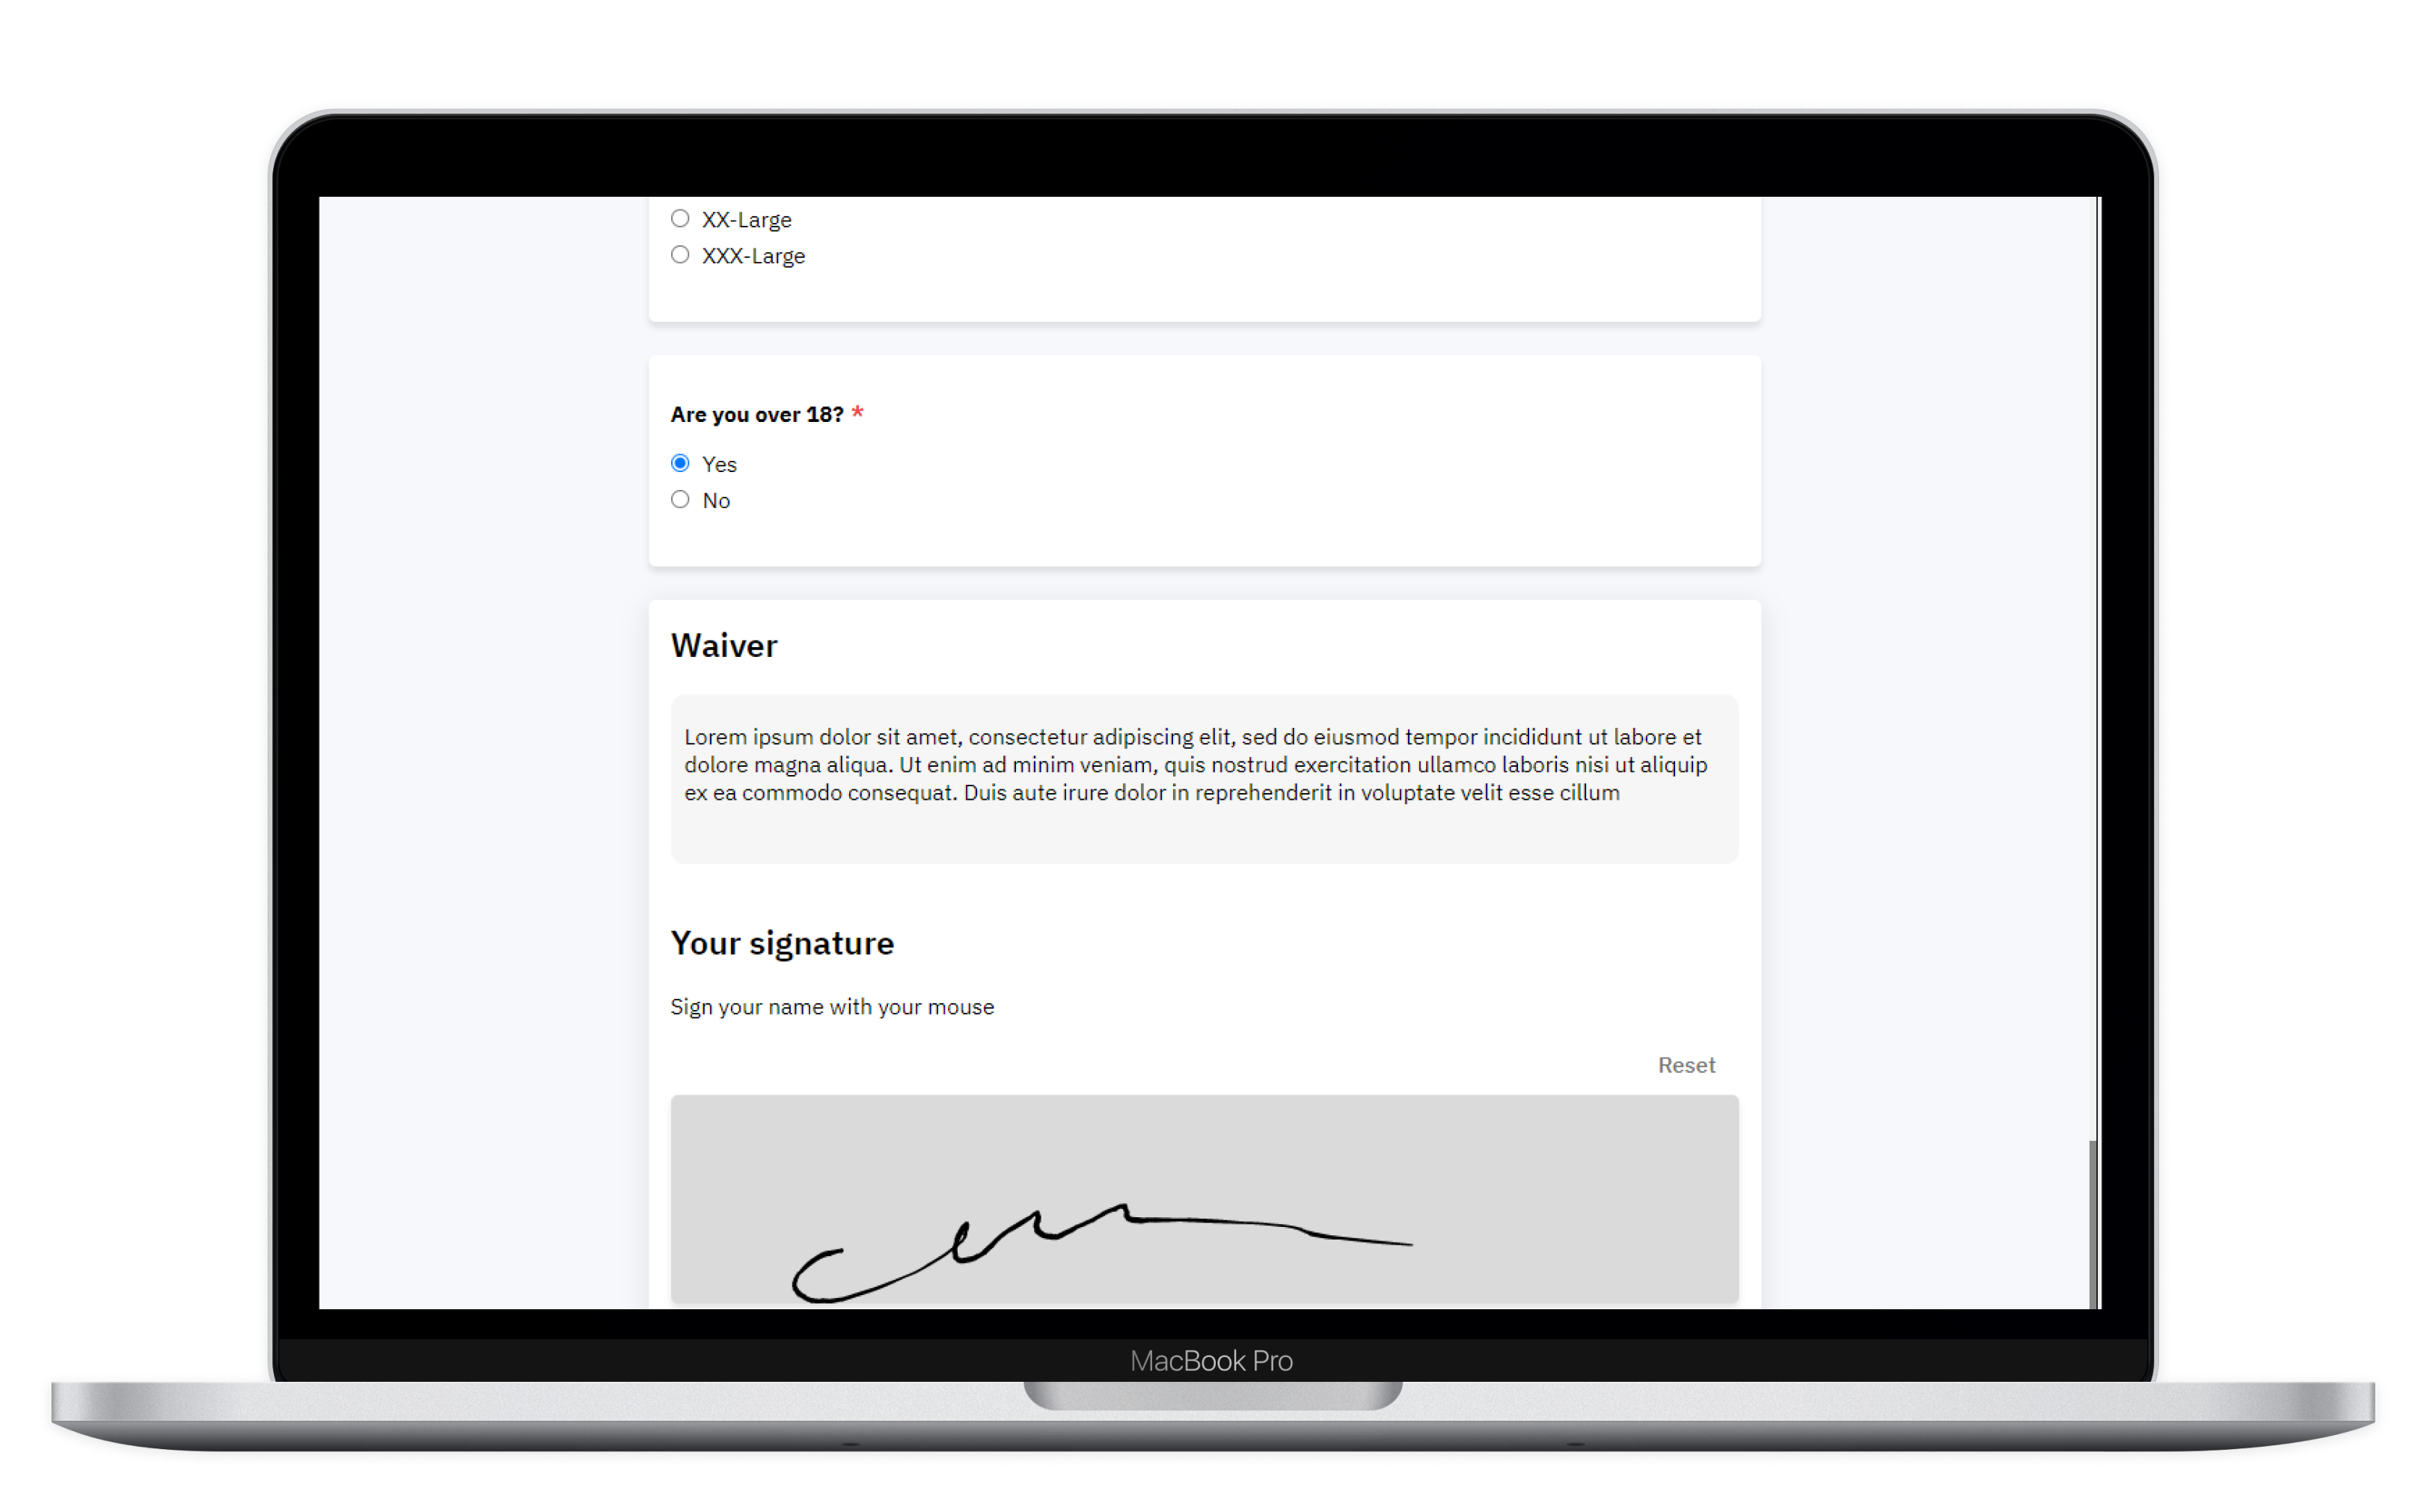 XX-Large
XXX-Large
Are you over 18? *
Yes
No
Waiver
Lorem ipsum dolor sit amet, consectetur adipiscing elit, sed do eiusmod tempor incididunt ut labore et
dolore magna aliqua. Ut enim ad minim veniam, quis nostrud exercitation ullamco laboris nisi ut aliquip
ex ea commodo consequat. Duis aute irure dolor in reprehenderit in voluptate velit esse cillum
Your signature
Sign your name with your mouse
Reset
MacBook Pro